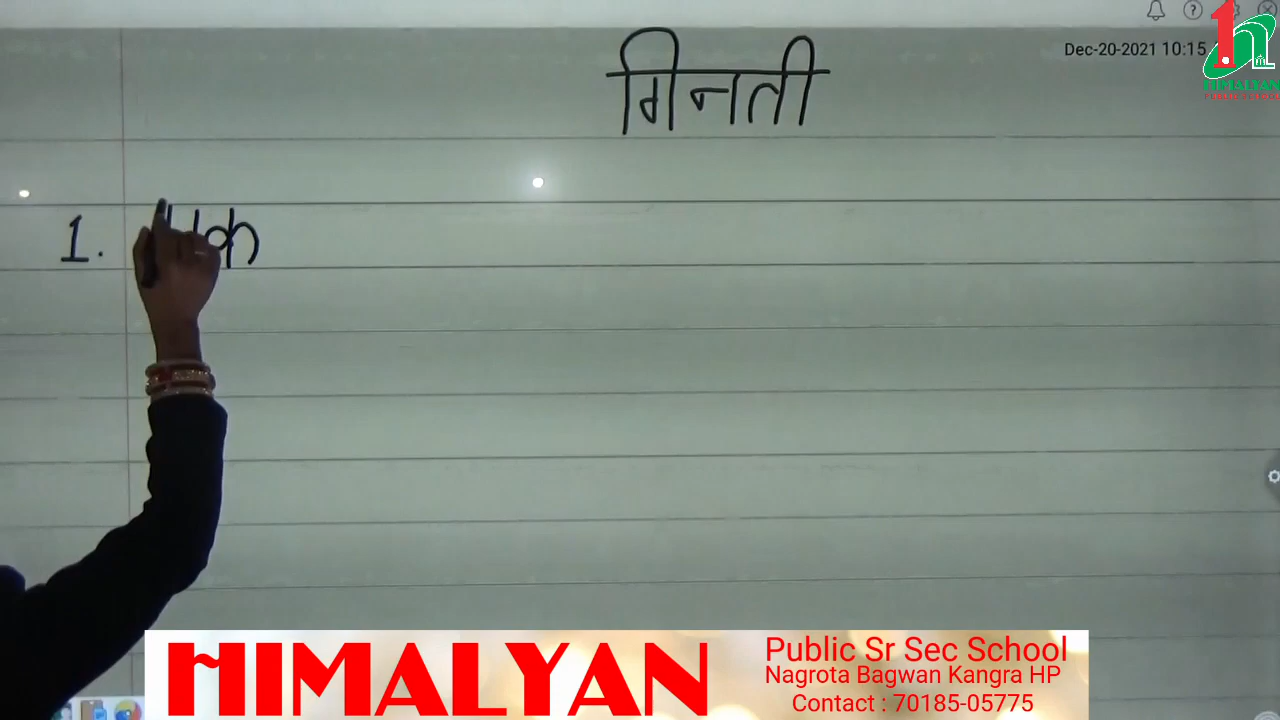 Dec-20-2021 10:15
गिनती
1.
HIMALYAN
HIMALYAN
Public Sr Sec School
Nagrota Bagwan Kangra HP
Contact : 70185-05775